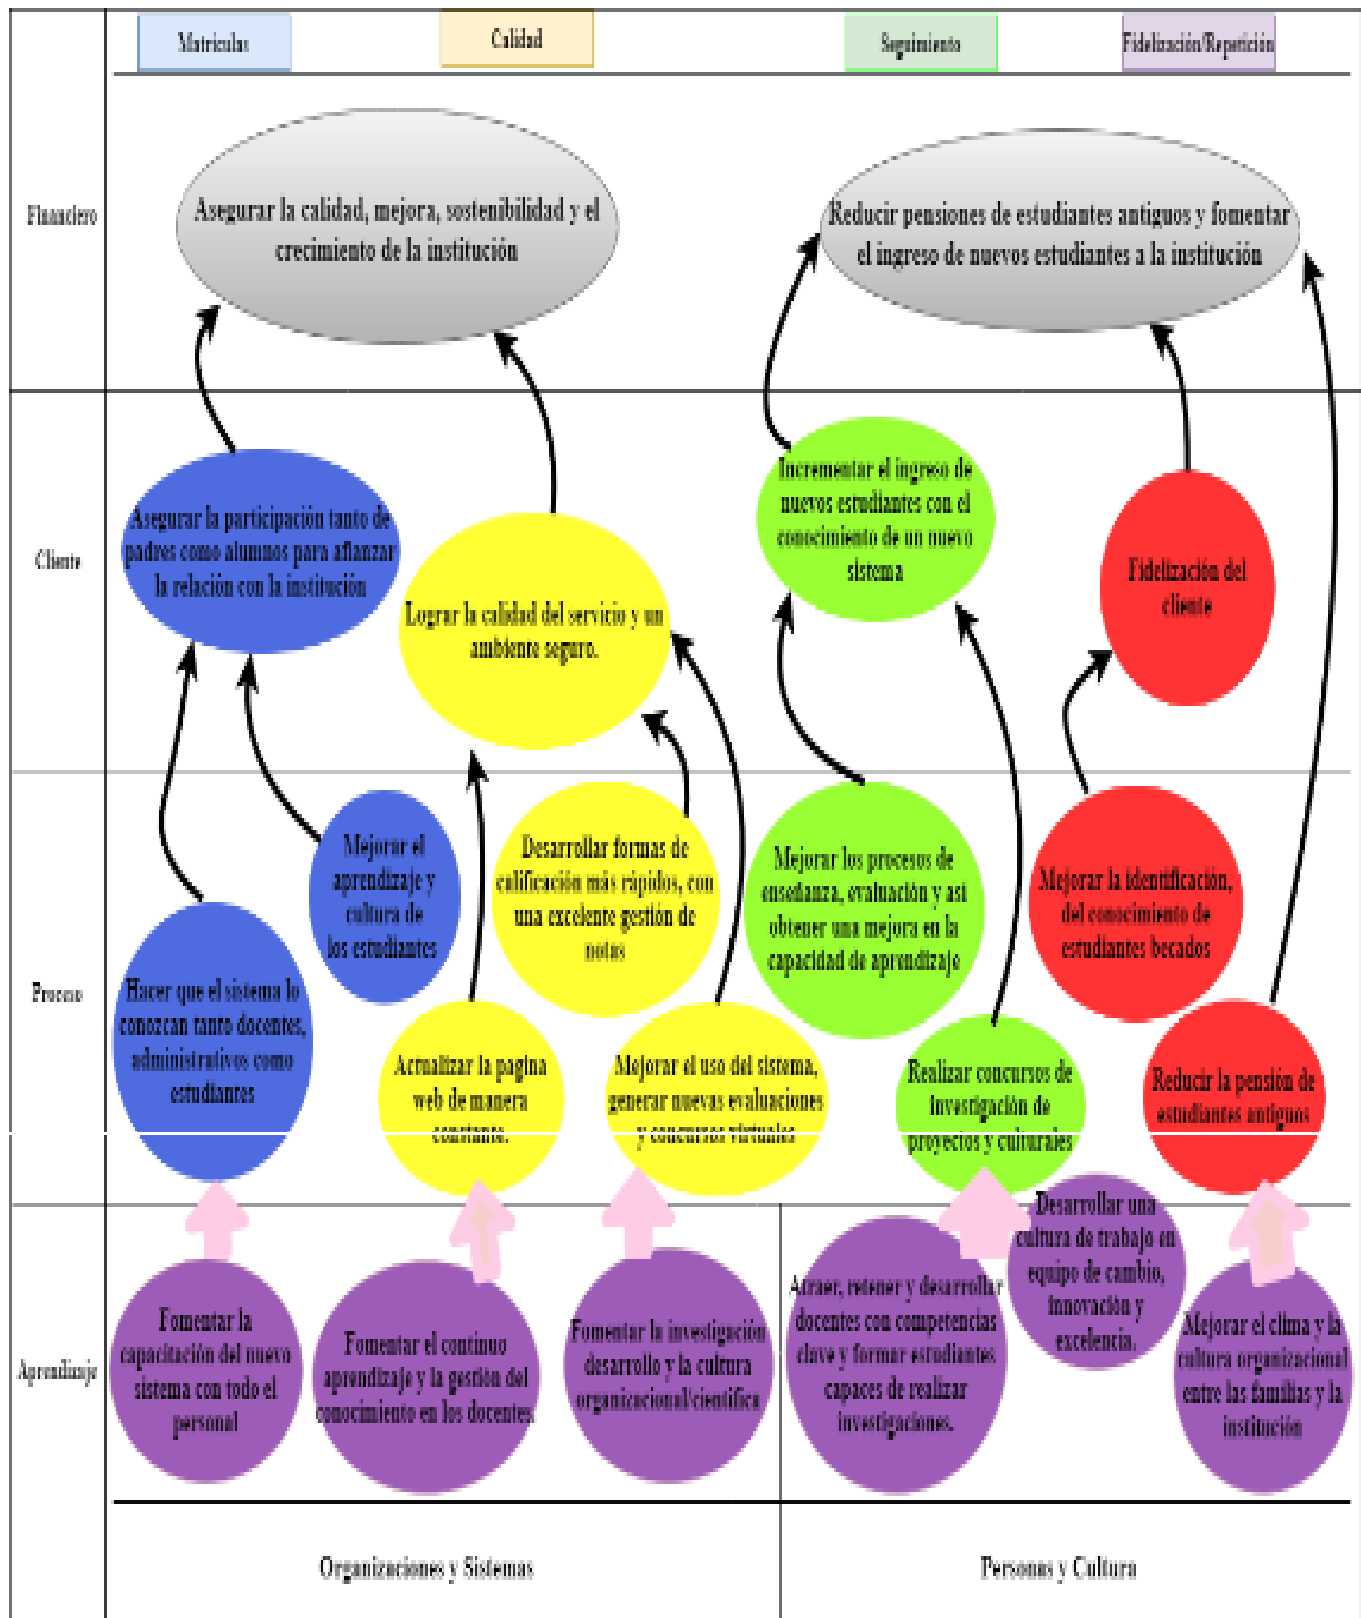 Matrículas
Calidad
Seguimiento
Fidelización/Repetición
Financiero
Asegurar la calidad, mejora, sostenibilidad y el
crecimiento de la institución
Reducir pensiones de estudiantes antiguos y fomentar
el ingreso de nuevos estudiantes a la institución
Cliente
Asegurar la participación tanto de
padres como alumnos para afianzar
la relación con la institución
Lograr la calidad del servicio y un
ambiente seguro.
Incrementar el ingreso de
nuevos estudiantes con el
conocimiento de un nuevo
sistema
Fidelización del
cliente
Proceso
Hacer que el sistema lo
conozcan tanto docentes,
administrativos como
estudiantes
Mejorar el
aprendizaje y
cultura de
los estudiantes
Actualizar la pagina
web de manera
constante.
Desarrollar formas de
calificación más rápidos, con
una excelente gestión de
notas
Mejorar el uso del sistema,
generar nuevas evaluaciones
y concursos virtuales
Mejorar los procesos de
enseñanza, evaluación y así
obtener una mejora en la
capacidad de aprendizaje
Realizar concursos de
investigación de
proyectos y culturales
Mejorar la identificación,
del conocimiento de
estudiantes becados
Reducir la pensión de
estudiantes antiguos
Aprendizaje
Fomentar la
capacitación del nuevo
sistema con todo el
personal
Fomentar el continuo
aprendizaje y la gestión del
conocimiento en los docentes.
Fomentar la investigación
desarrollo y la cultura
organizacional/científica
Atraer, retener y desarrollar
docentes con competencias
clave y formar estudiantes
capaces de realizar
investigaciones.
Desarrollar una
cultura de trabajo en
equipo de cambio,
innovación y
excelencia.
Mejorar el clima y la
cultura organizacional
entre las familias y la
institución
Organizaciones y Sistemas
Personas y Cultura